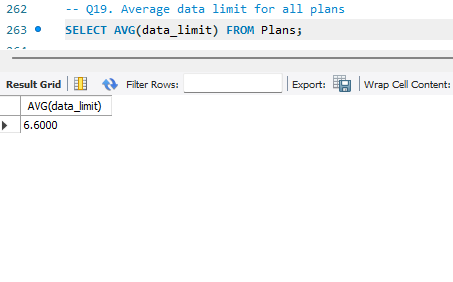 262 -- Q19. Average data limit for all plans
263 SELECT AVG(data_limit) FROM Plans;
Result Grid Filter Rows: Export: Wrap Cell Content:
AVG(data_limit)
6.6000